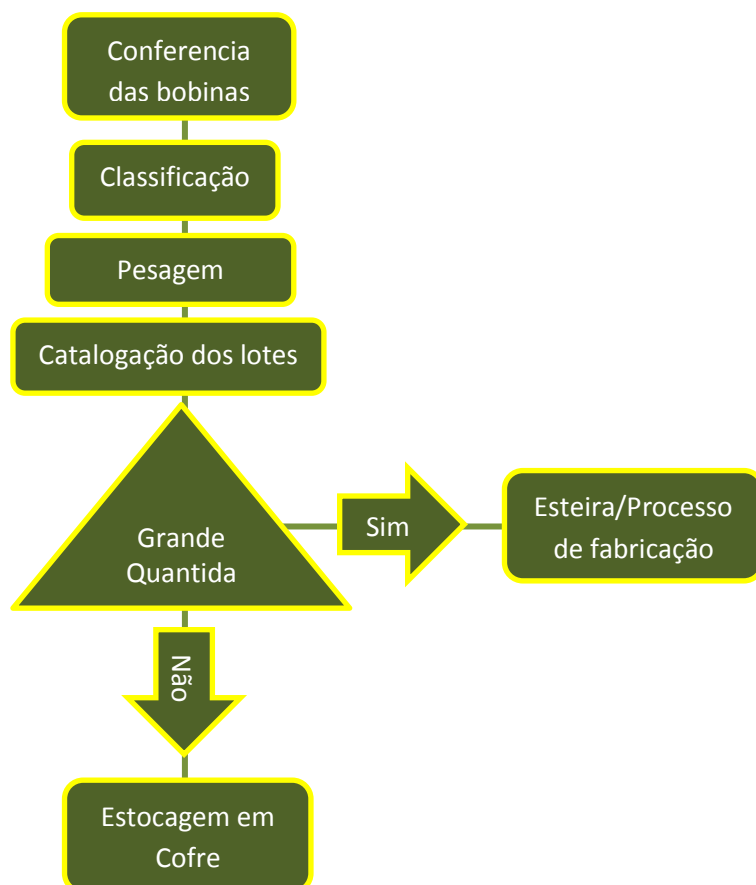 Conferencia
das bobinas
Classificação
Pesagem
Catalogação dos lotes
Grande
Quantida
Sim
Esteira/Processo
de fabricação
Não
Estocagem em
Cofre